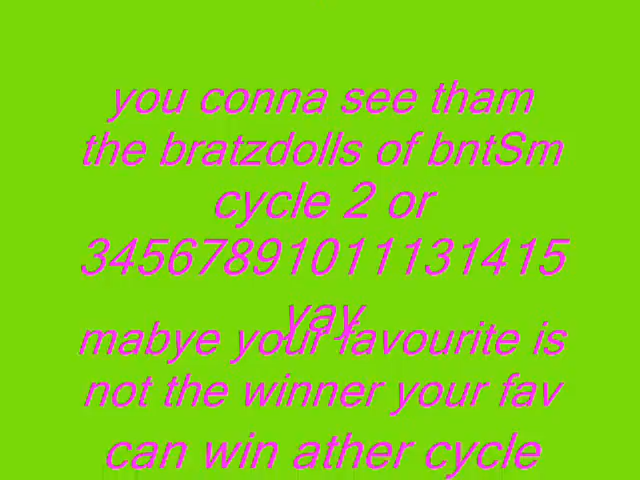 you conna see tham
the bratzdolls of bntSm
cycle 2 or
34567891011131415
yay
mabye your favourite is
not the winner your fav
can win ather cycle